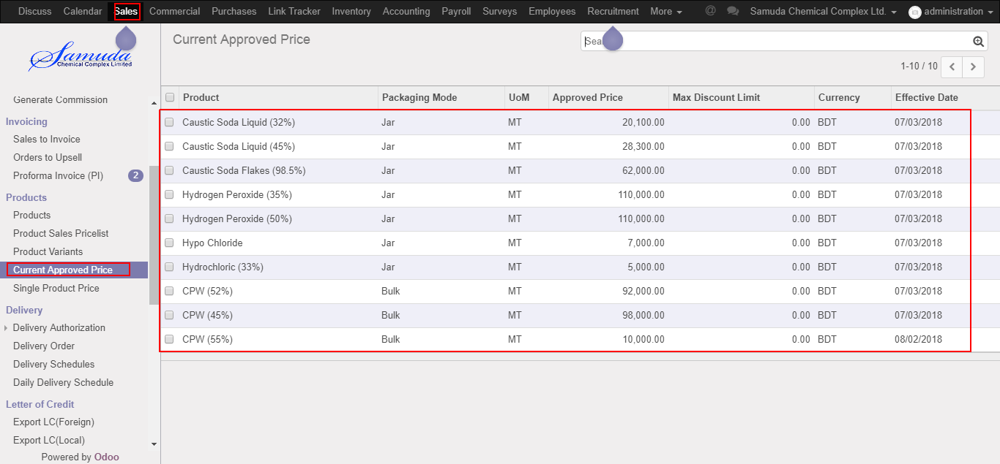 Discuss Calendar Sales Commercial Purchases Link Tracker Inventory Accounting Payroll Surveys Employees Recruitment More @ Samuda Chemical Complex Ltd. administration
Samuda
Chemical Complex Limited
Generate Commission
Invoicing
Sales to Invoice
Orders to Upsell
Proforma Invoice (PI) 2
Products
Products
Product Sales Pricelist
Product Variants
Current Approved Price
Single Product Price
Delivery
Delivery Authorization
Delivery Order
Delivery Schedules
Daily Delivery Schedule
Letter of Credit
Export LC(Foreign)
Export LC(Local)
Powered by Odoo
Current Approved Price
1-10 / 10
Product Packaging Mode UoM Approved Price Max Discount Limit Currency Effective Date
Caustic Soda Liquid (32%) Jar MT 20,100.00 0.00 BDT 07/03/2018
Caustic Soda Liquid (45%) Jar MT 28,300.00 0.00 BDT 07/03/2018
Caustic Soda Flakes (98.5%) Jar MT 62,000.00 0.00 BDT 07/03/2018
Hydrogen Peroxide (35%) Jar MT 110,000.00 0.00 BDT 07/03/2018
Hydrogen Peroxide (50%) Jar MT 110,000.00 0.00 BDT 07/03/2018
Hypo Chloride Jar MT 7,000.00 0.00 BDT 07/03/2018
Hydrochloric (33%) Jar MT 5,000.00 0.00 BDT 07/03/2018
CPW (52%) Bulk MT 92,000.00 0.00 BDT 07/03/2018
CPW (45%) Bulk MT 98,000.00 0.00 BDT 07/03/2018
CPW (55%) Bulk MT 10,000.00 0.00 BDT 08/02/2018